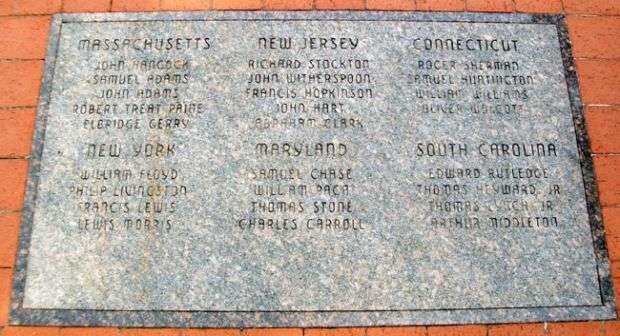 MASSACHUSETTS
JOHN HANCOCK
SAMUEL ADAMS
JOHN ADAMS
ROBERT TREAT PAINE
ELBRIDGE GERRY
NEW JERSEY
RICHARD STOCKTON
JOHN WITHERSPOON
FRANCIS HOPKINSON
JOHN HART
ABRAHAM CLARK
CONNECTICUT
ROGER SHERMAN
SAMUEL HUNTINGTON
WILLIAM WILLIAMS
OLIVER WOLCOTT
NEW YORK
WILLIAM FLOYD
PHILIP LIVINGSTON
FRANCIS LEWIS
LEWIS MORRIS
MARYLAND
SAMUEL CHASE
WILLIAM PACA
THOMAS STONE
CHARLES CARROLL
SOUTH CAROLINA
EDWARD RUTLEDGE
THOMAS HEYWARD, JR
THOMAS LYNCH, JR
ARTHUR MIDDLETON